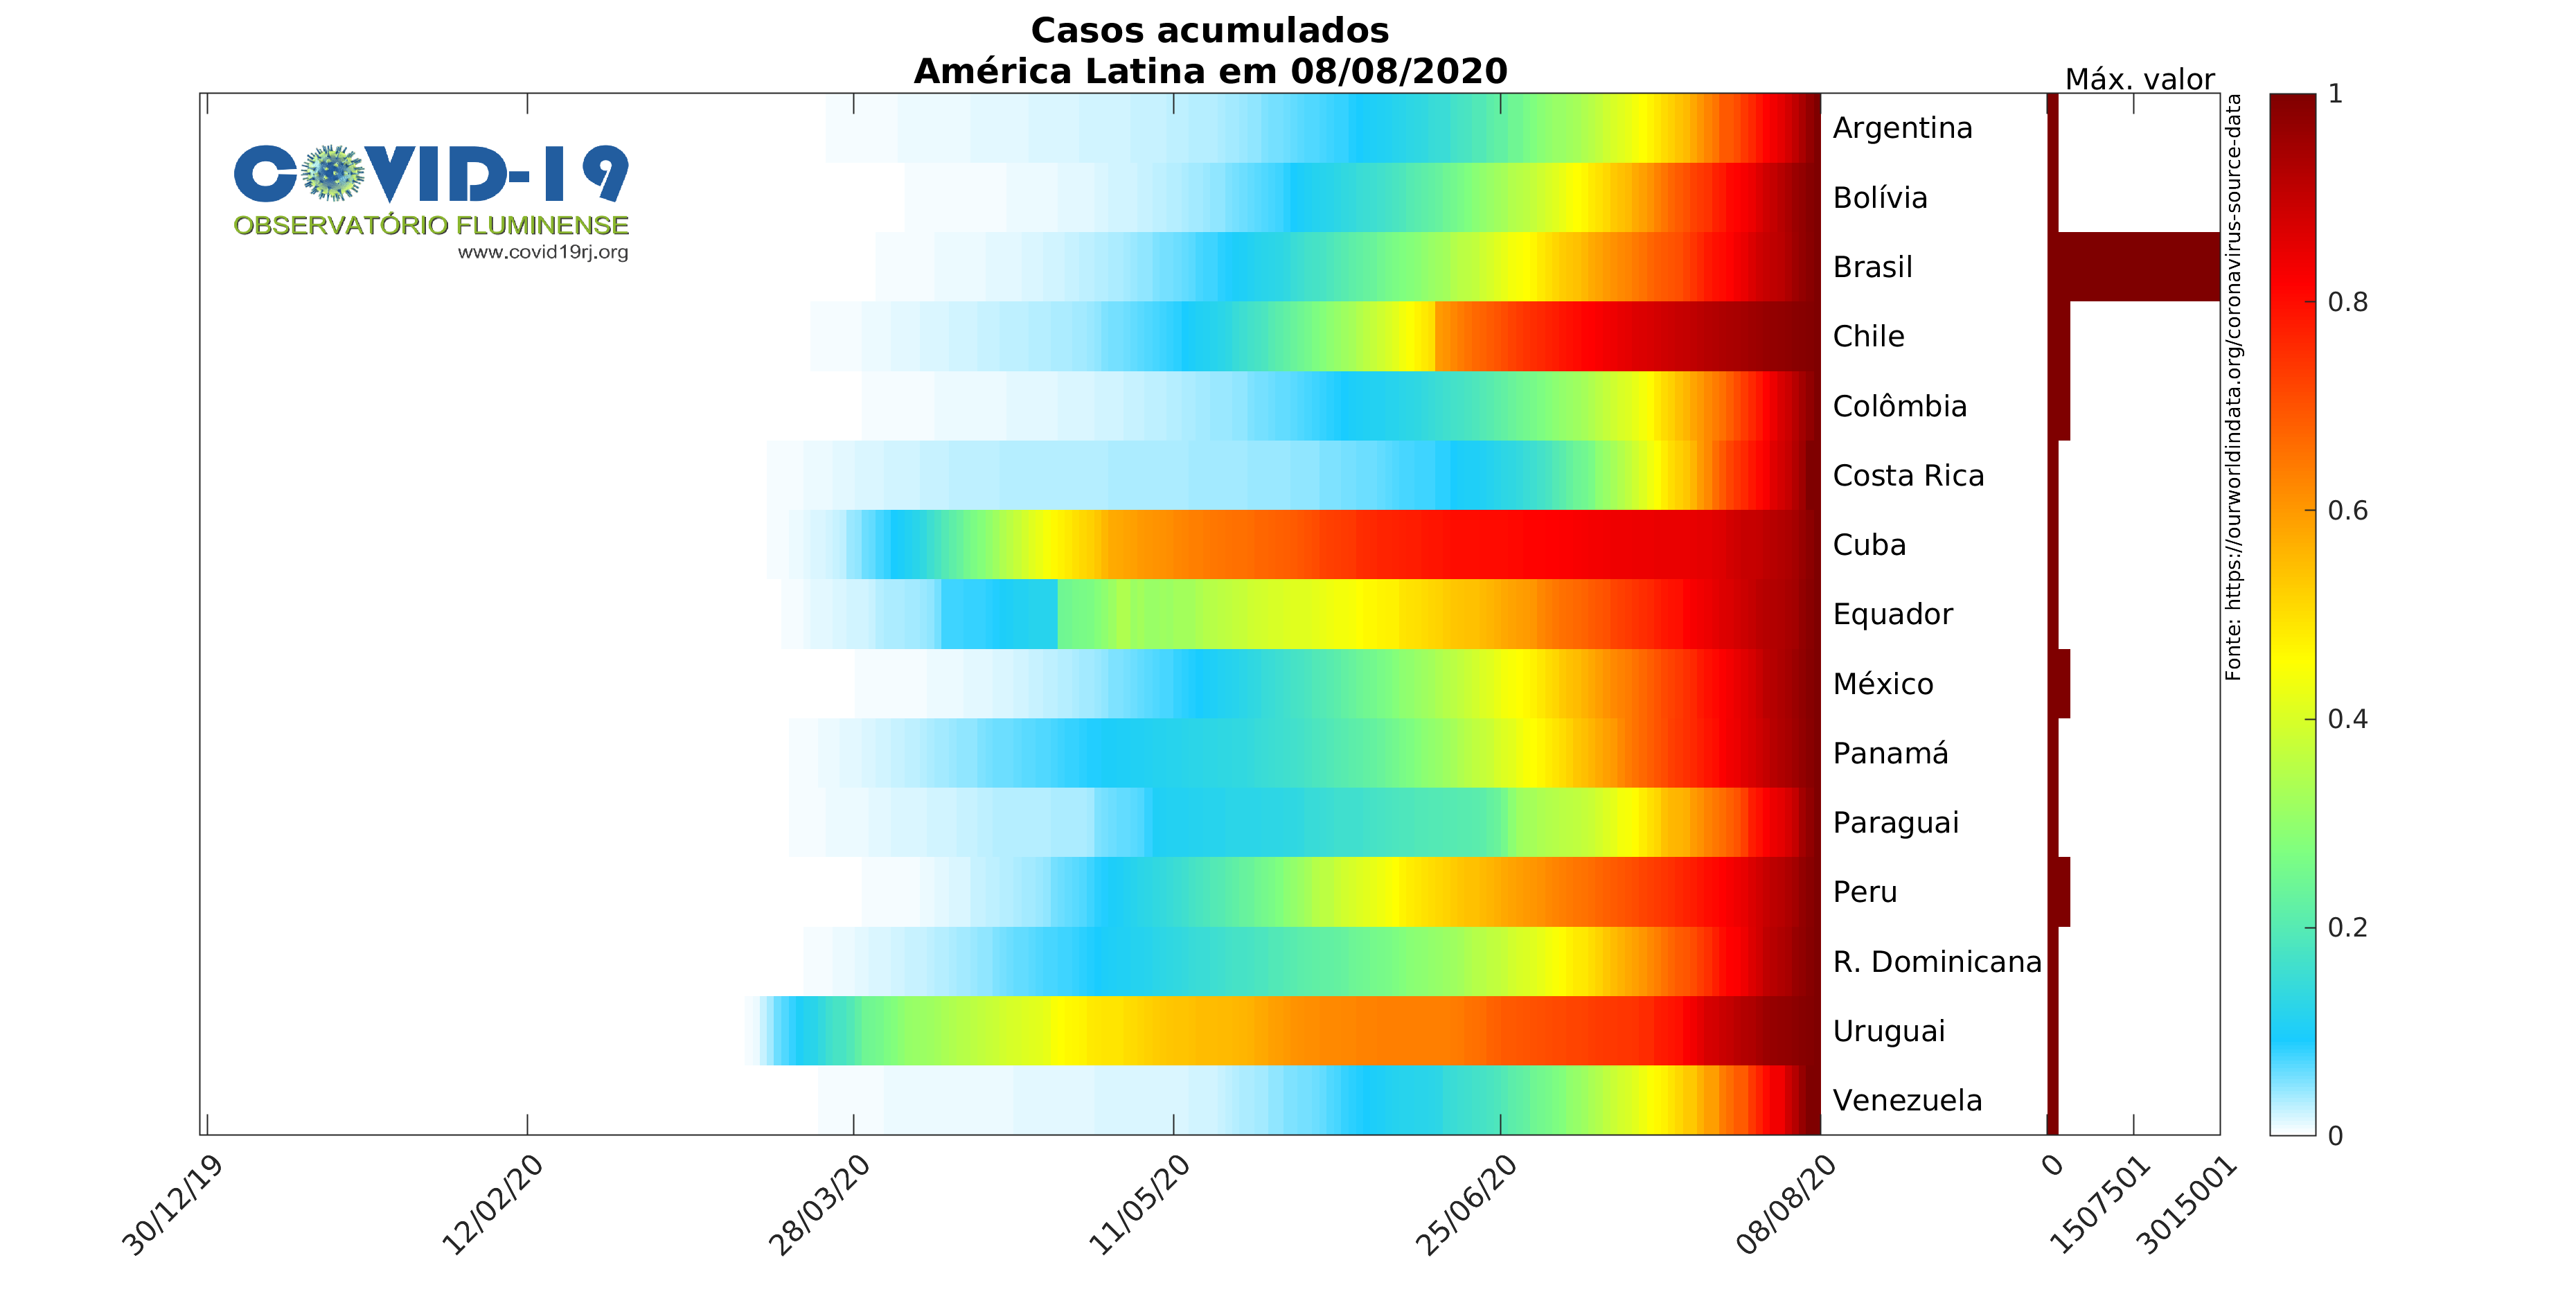 Casos acumulados
América Latina em 08/08/2020
Máx. valor
COVID-19
OBSERVATÓRIO FLUMINENSE
www.covid19rj.org
Argentina
Bolívia
Brasil
Chile
Colômbia
Costa Rica
Cuba
Equador
México
Panamá
Paraguai
Peru
R. Dominicana
Uruguai
Venezuela
Fonte: https://ourworldindata.org/coronavirus-source-data
1
0.8
0.6
0.4
0.2
0
30/12/19
12/02/20
28/03/20
11/05/20
25/06/20
08/08/20
0
1507501
3015001